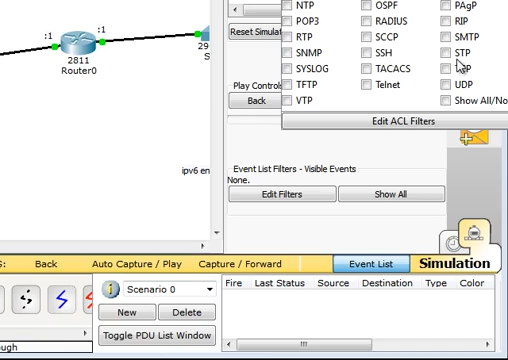 NTP OSPF PAgP
POP3 RADIUS RIP
RTP SCCP SMTP
SNMP SSH STP
SYSLOG TACACS
TFTP Telnet UDP
VTP Show All/No
Edit ACL Filters
Reset Simulat
Play Controls
Back
:1 :1
2811
Router0
29
S
ipv6 en
Event List Filters - Visible Events
None.
Edit Filters Show All
S: Back Auto Capture / Play Capture / Forward Event List Simulation
Scenario 0
New Delete
Toggle PDU List Window
Fire Last Status Source Destination Type Color
ough